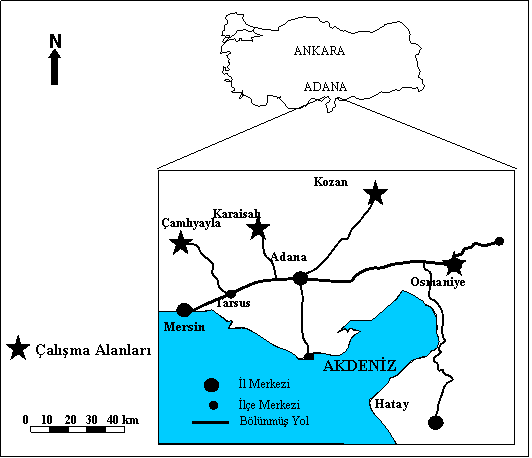 N
ANKARA
ADANA
Kozan
Karaisalı
Çamlıyayla
Adana
Osmaniye
Tarsus
Mersin
Çalışma Alanları
AKDENİZ
İl Merkezi
İlçe Merkezi
Hatay
Bölünmüş Yol
0 10 20 30 40 km